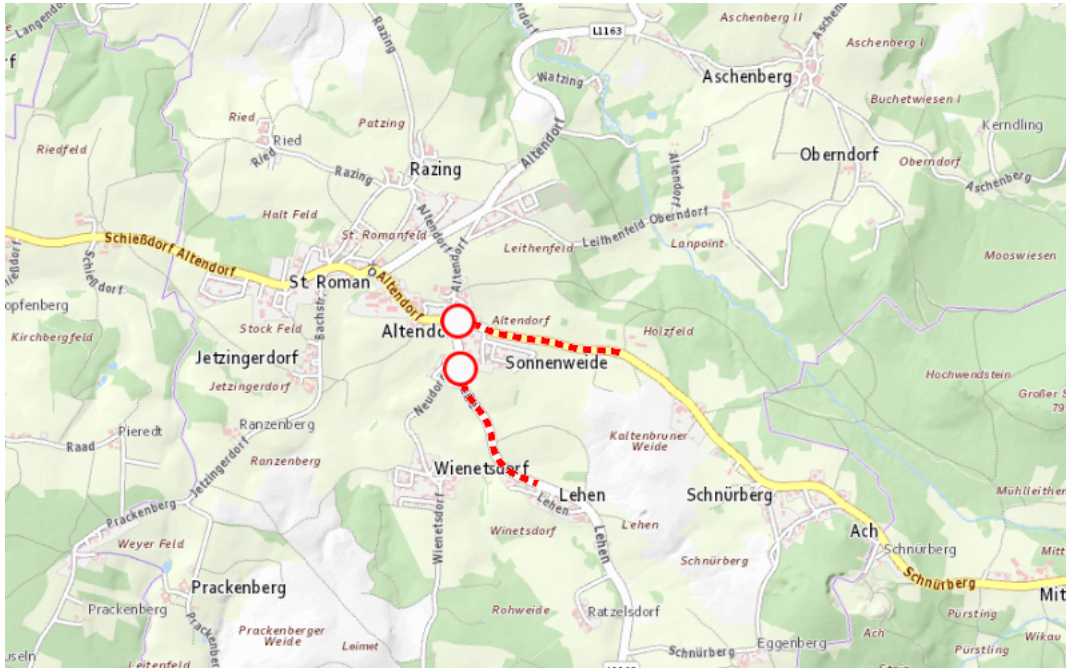 L1163
Aschenberg II
Aschenberg I
Razing
Watzing
Aschenberg
Buchetwiesen I
Kerndling
Ried
Patzing
Ried
Riedfeld
Ried
Razing
Razing
Altendorf
Altendorf
Oberndorf
Oberndorf
Aschenberg
Halt Feld
Altendorf
St. Romanfeld
Altendorf
Leithenfeld
Leithenfeld Oberndorf
Lanpoint
Mooswiesen
Schießdorf Altendorf
Schießdorf
St. Roman
Altendorf
Kirchbergfeld
Stock Feld
Bachstr.
Altendorf
Holzfeld
Jetzingerdorf
Sonnenweide
Hochwendstein
Jetzingerdorf
Neudorf
Ranzenberg
Pieredt
Raad
Kaltenbruner
Weide
Ranzenberg
Jetzingerdorf
Wienetsdorf
Lehen
Lehen
Schnürberg
Prackenberg
Wienetsdorf
Winetsdorf
Lehen
Lehen
Ach
Weyer Feld
Schnürberg
Schnürberg
Schnürberg
Prackenberg
Prackenberg
Prackenberg
Rohweide
Ratzelsdorf
Pürsting
Prackenberger
Weide
Leimet
Ach
Wikau
Eggenberg
Schnürberg
Pürstling
Leitenfeld